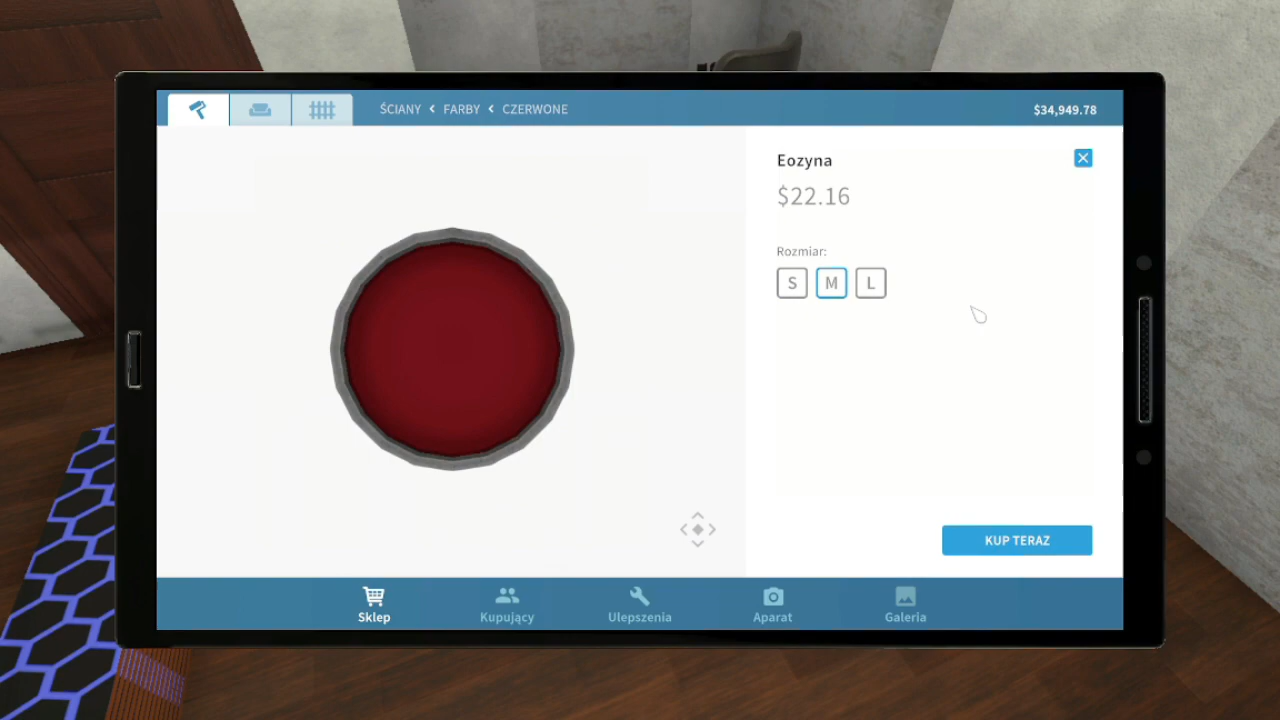 ŚCIANY < FARBY < CZERWONE
$34,949.78
Eozyna
$22.16
Rozmiar:
S M L
KUP TERAZ
Sklep Kupujący Ulepszenia Aparat Galeria